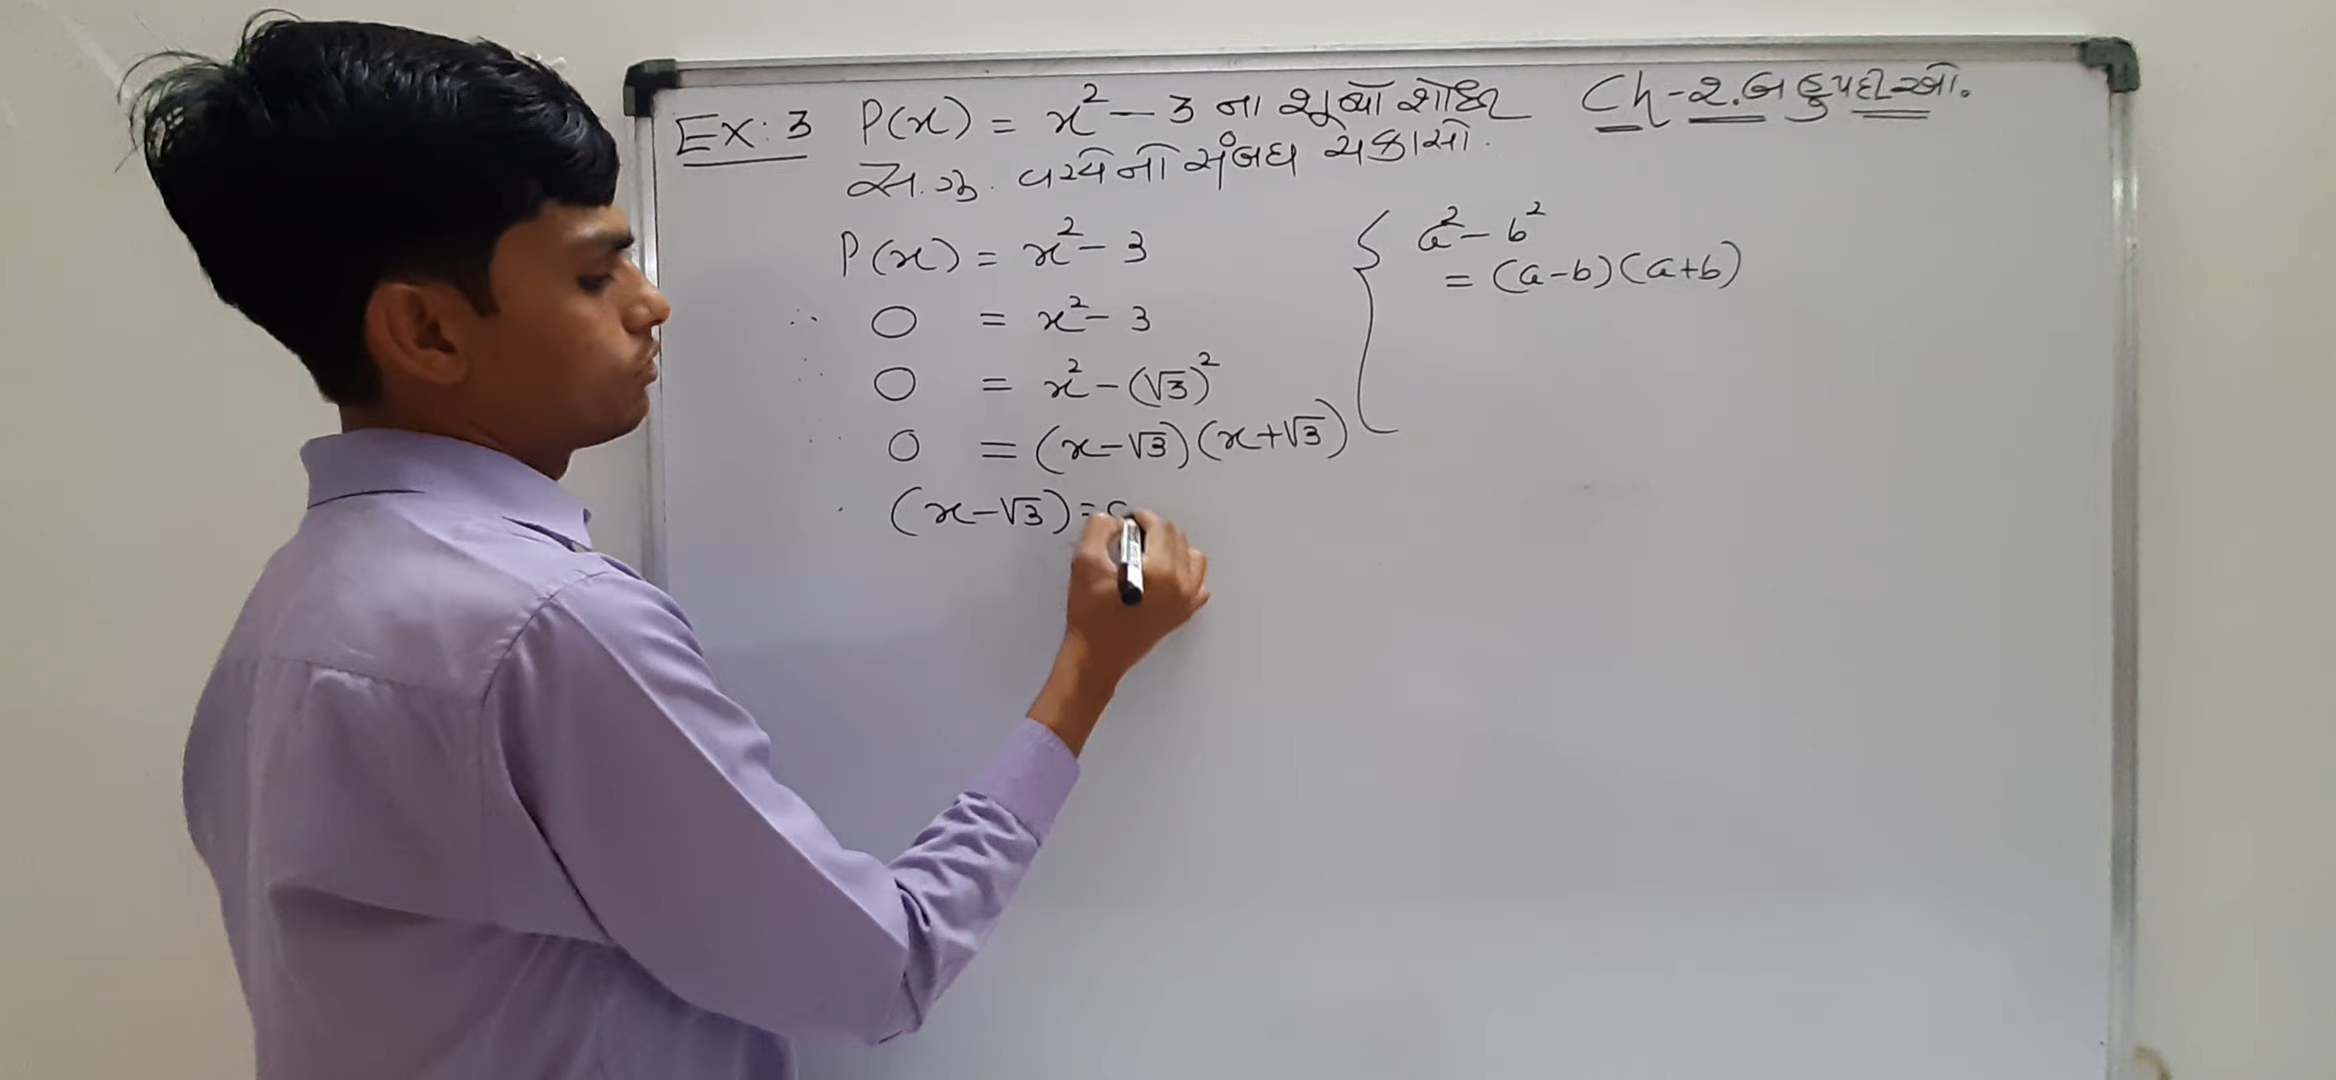 Ex: 3 P(x) = x² - 3 ના શૂન્યો શોધી
સ.ગુ. વચ્ચેનો સંબંધ ચકાસો.
Ch-2. બહુપદીઓ.
P(x) = x² - 3
∴ 0 = x² - 3
∴ 0 = x² - (√3)²
∴ 0 = (x-√3)(x+√3)
(x-√3) = 0
{ a² - b²
= (a-b)(a+b)